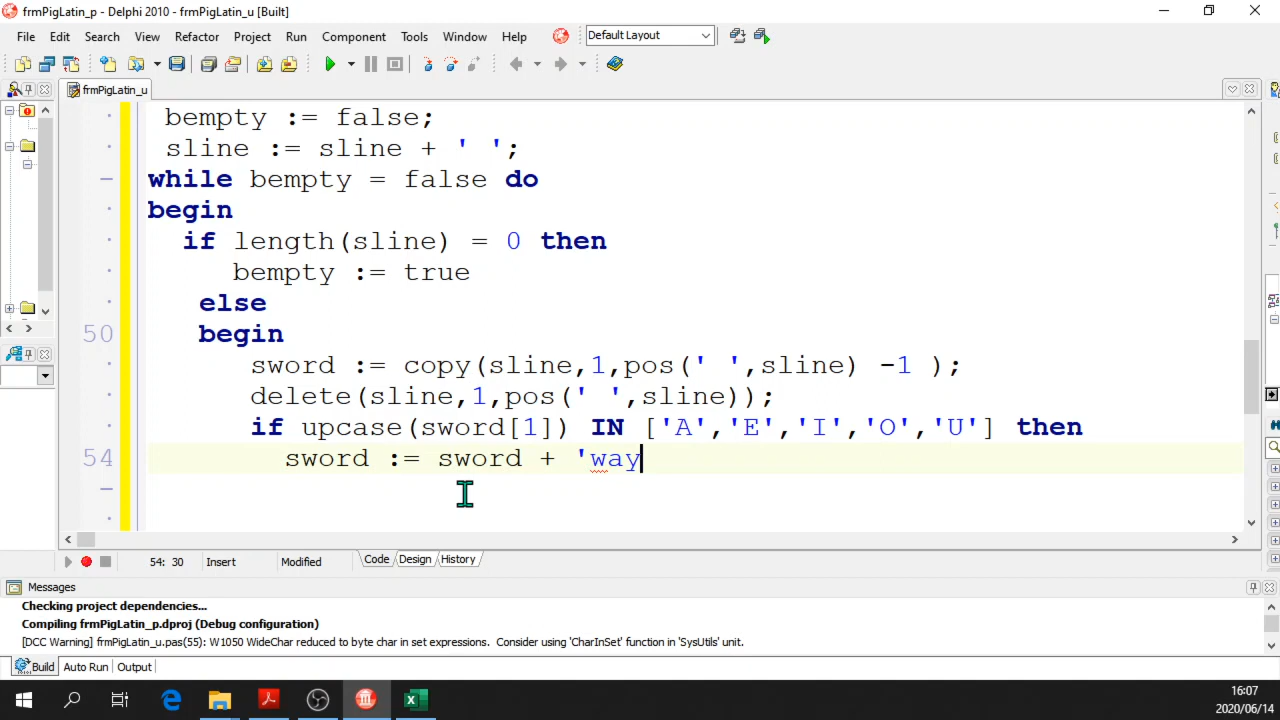 frmPigLatin_p - Delphi 2010 - frmPigLatin_u [Built]
File Edit Search View Refactor Project Run Component Tools Window Help Default Layout
frmPigLatin_u
bempty := false;
sline := sline + ' ';
while bempty = false do
begin
if length(sline) = 0 then
bempty := true
else
50 begin
sword := copy(sline,1,pos(' ',sline) -1 );
delete(sline,1,pos(' ',sline));
if upcase(sword[1]) IN ['A','E','I','O','U'] then
54 sword := sword + 'way
54: 30 Insert Modified Code Design History
Messages
Checking project dependencies...
Compiling frmPigLatin_p.dproj (Debug configuration)
[DCC Warning] frmPigLatin_u.pas(55): W1050 WideChar reduced to byte char in set expressions. Consider using 'CharInSet' function in 'SysUtils' unit.
Build Auto Run Output
16:07
2020/06/14